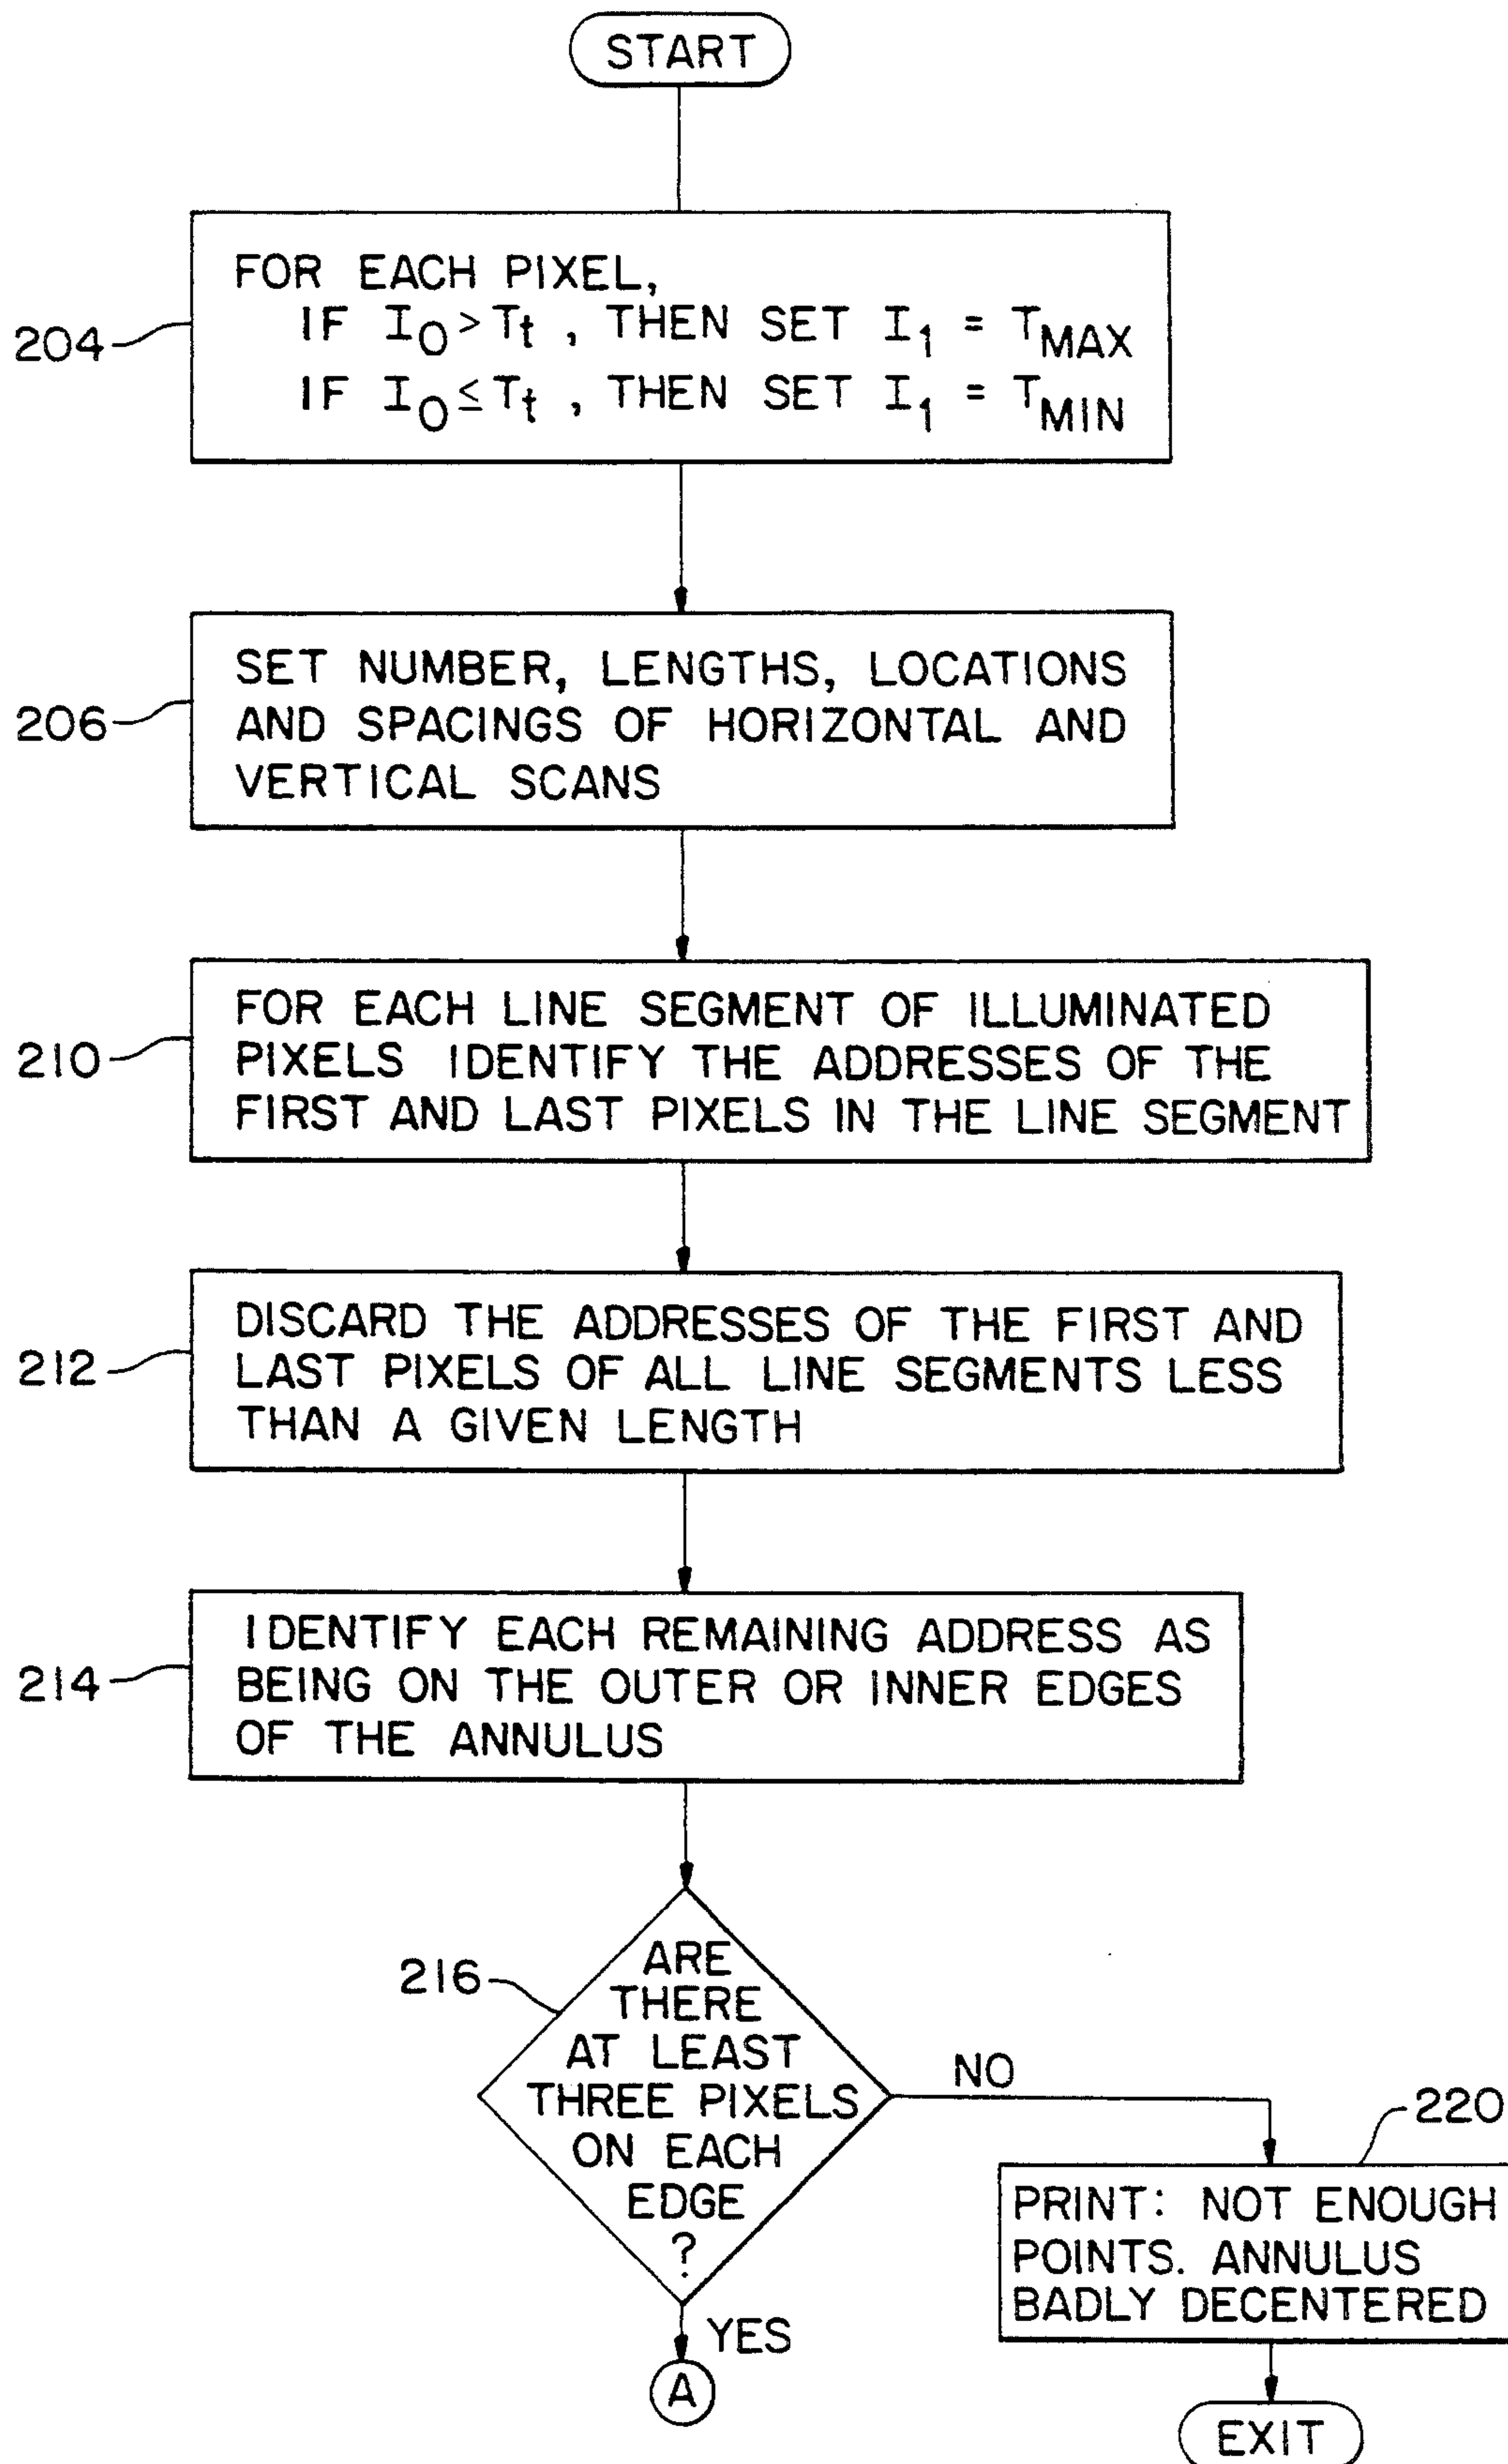 START
FOR EACH PIXEL,
204
IF I0 > Tt , THEN SET I1 = TMAX
IF I0 ≤ Tt , THEN SET I1 = TMIN
SET NUMBER, LENGTHS, LOCATIONS
206
AND SPACINGS OF HORIZONTAL AND
VERTICAL SCANS
FOR EACH LINE SEGMENT OF ILLUMINATED
210
PIXELS IDENTIFY THE ADDRESSES OF THE
FIRST AND LAST PIXELS IN THE LINE SEGMENT
DISCARD THE ADDRESSES OF THE FIRST AND
212
LAST PIXELS OF ALL LINE SEGMENTS LESS
THAN A GIVEN LENGTH
IDENTIFY EACH REMAINING ADDRESS AS
214
BEING ON THE OUTER OR INNER EDGES
OF THE ANNULUS
216
ARE
THERE
AT LEAST
THREE PIXELS
ON EACH
EDGE
?
NO
220
PRINT: NOT ENOUGH
POINTS. ANNULUS
BADLY DECENTERED
YES
A
EXIT